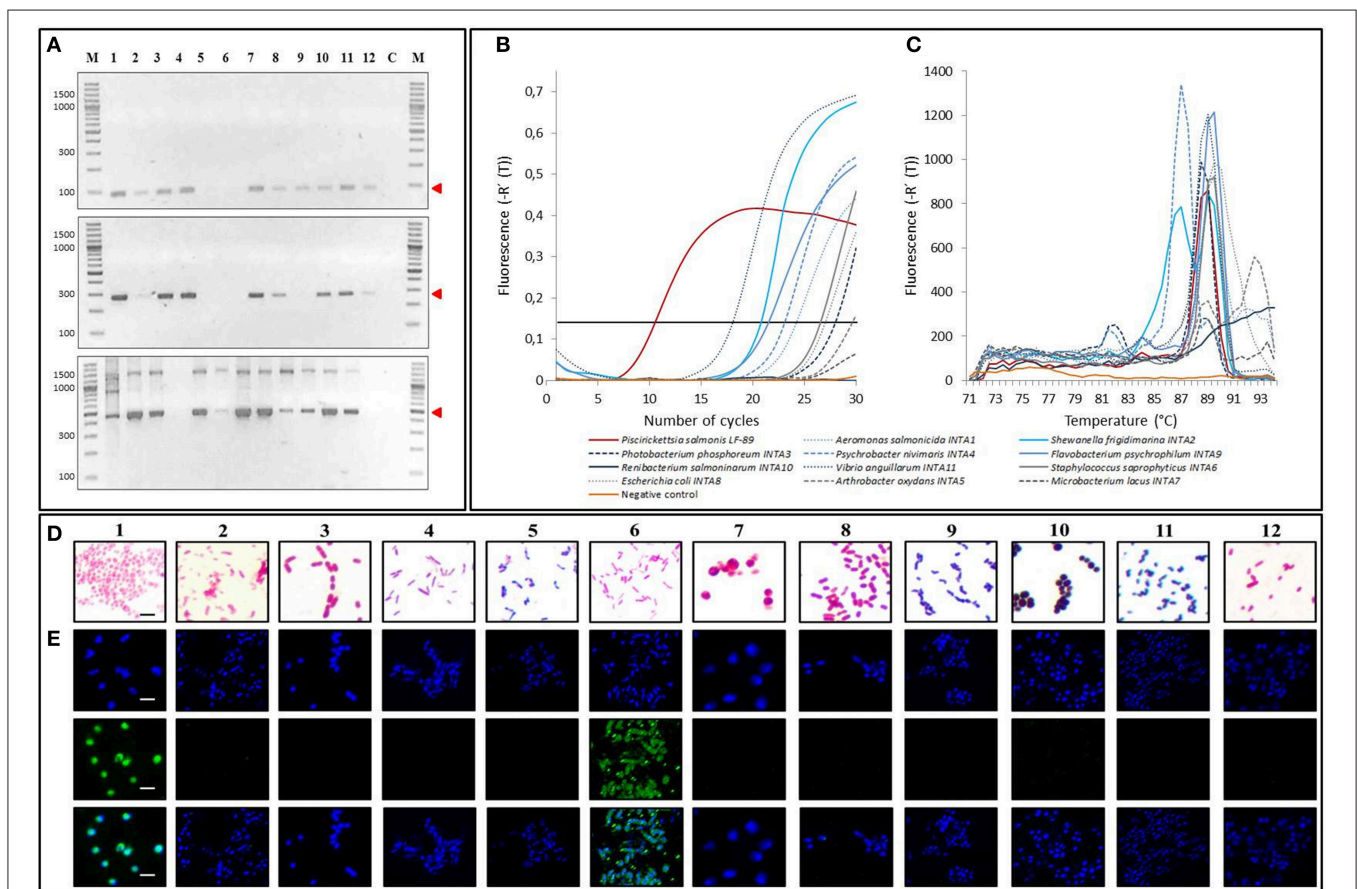 A
M 1 2 3 4 5 6 7 8 9 10 11 12 C M
1500
1000
300
100
1500
1000
300
100
1500
1000
300
100
B
Fluorescence (-R´ (T))
0,7
0,6
0,5
0,4
0,3
0,2
0,1
0
0 5 10 15 20 25 30
Number of cycles
C
Fluorescence (-R´ (T))
1400
1200
1000
800
600
400
200
0
71 73 75 77 79 81 83 85 87 89 91 93
Temperature (°C)
Piscirickettsia salmonis LF-89 Aeromonas salmonicida INTA1 Shewanella frigidimarina INTA2
Photobacterium phosphoreum INTA3 Psychrobacter nivimaris INTA4 Flavobacterium psychrophilum INTA9
Renibacterium salmoninarum INTA10 Vibrio anguillarum INTA11 Staphylococcus saprophyticus INTA6
Escherichia coli INTA8 Arthrobacter oxydans INTA5 Microbacterium lacus INTA7
Negative control
D
1 2 3 4 5 6 7 8 9 10 11 12
E